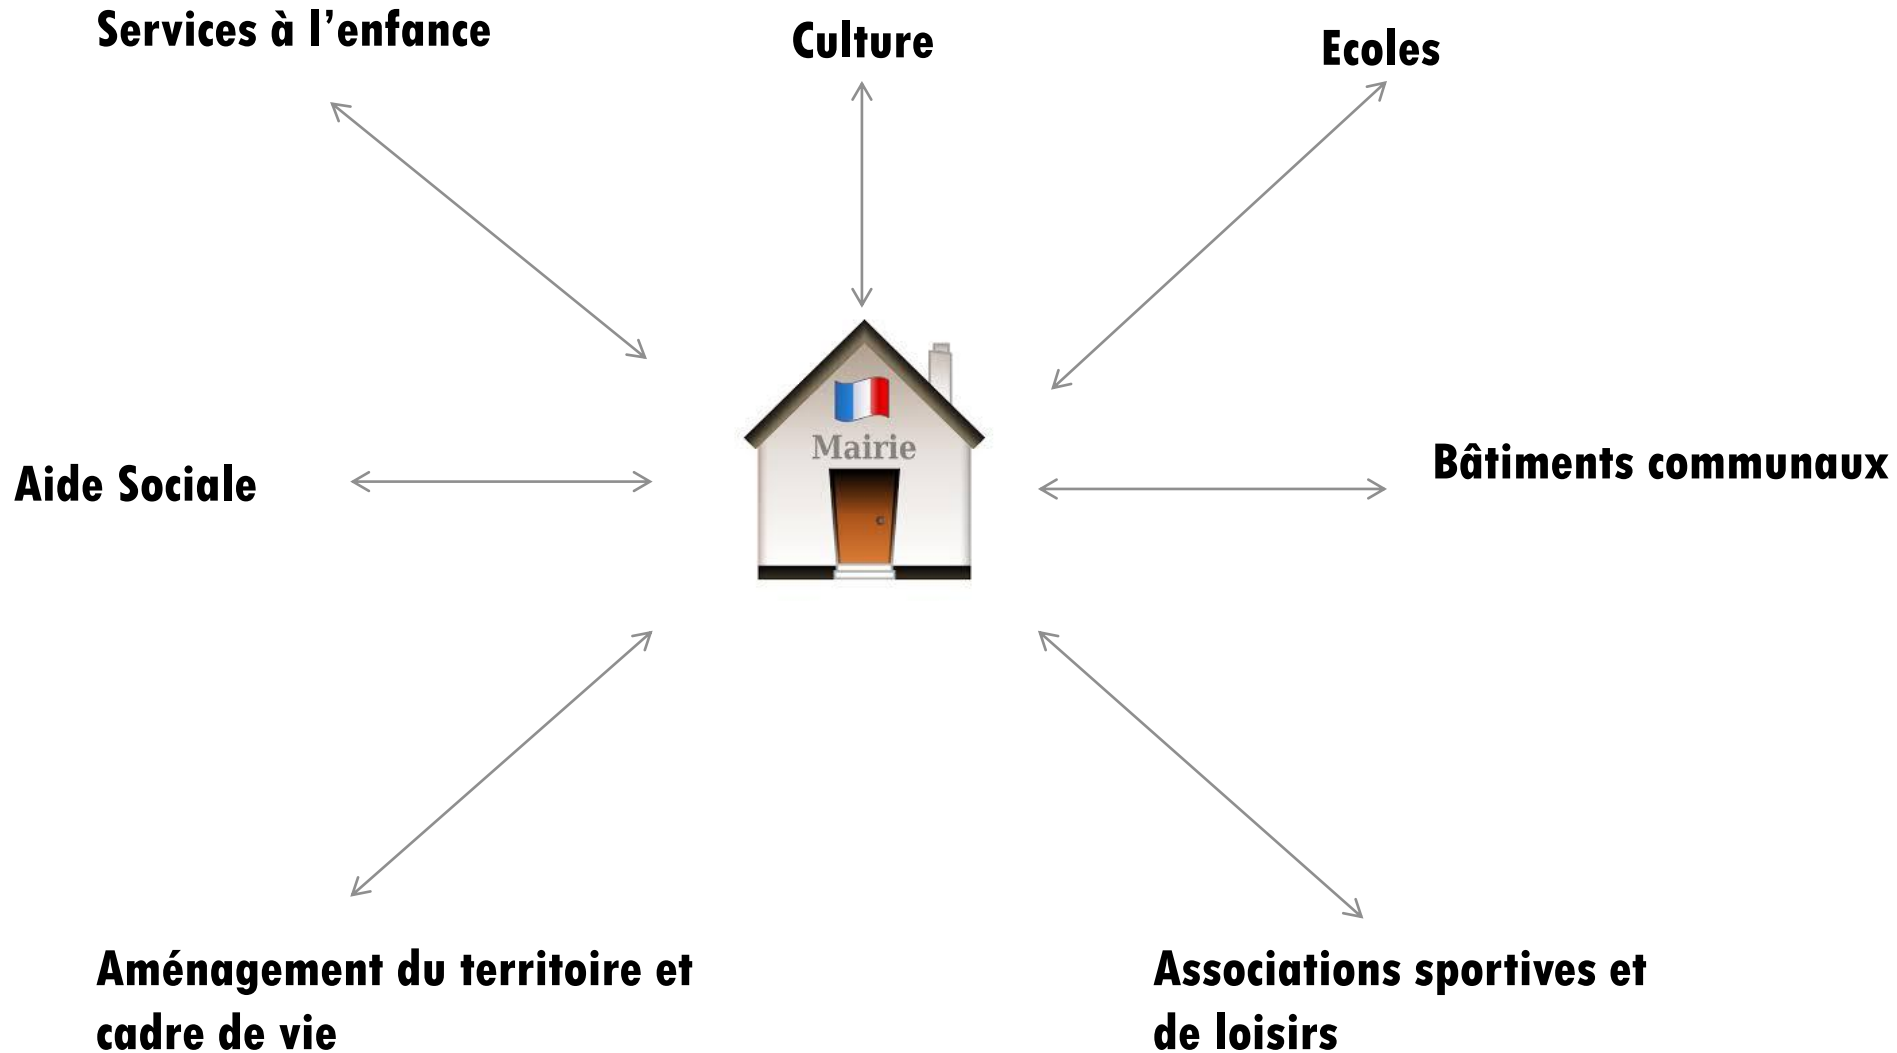 Services à l’enfance
Culture
Ecoles
Mairie
Aide Sociale
Bâtiments communaux
Aménagement du territoire et
cadre de vie
Associations sportives et
de loisirs